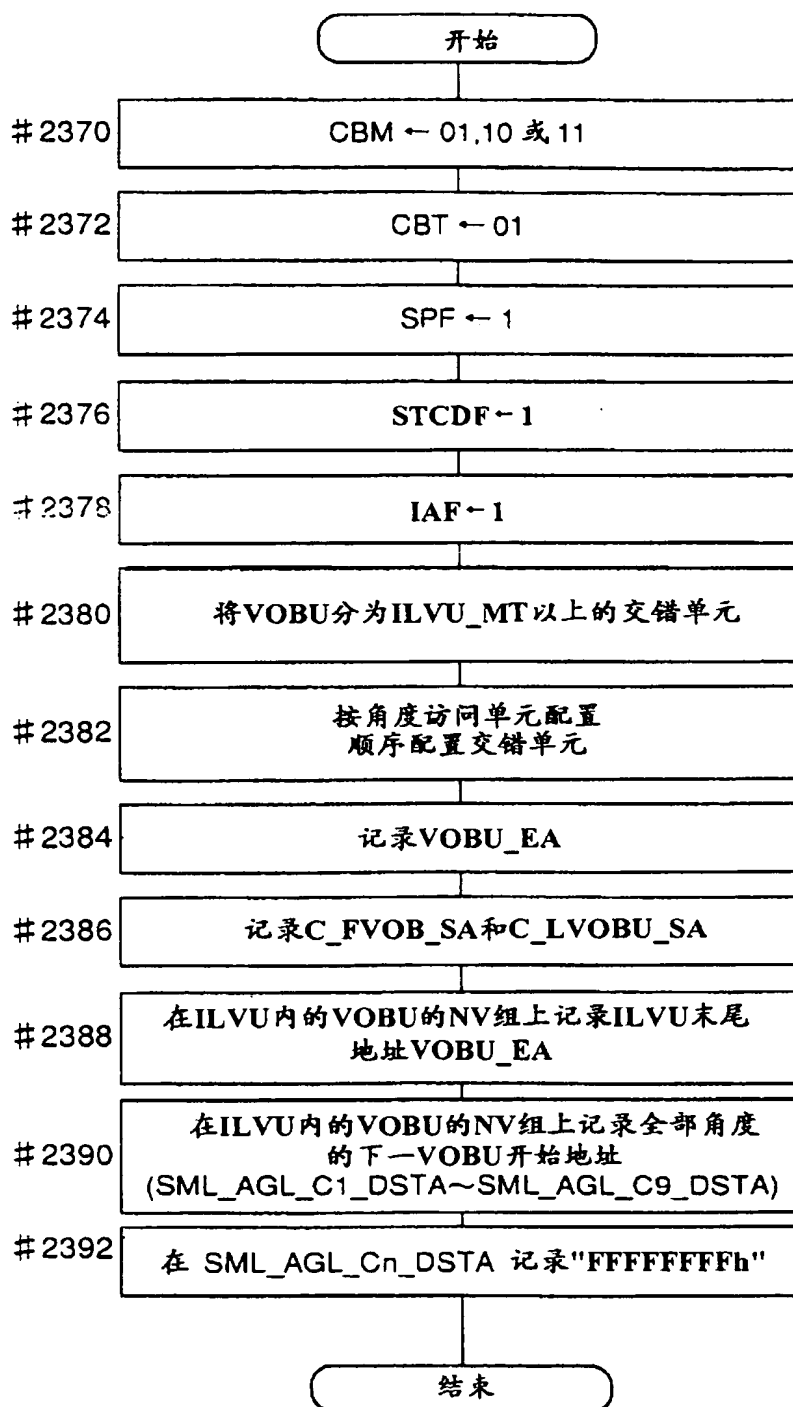 开始
#2370
CBM ← 01,10 或 11
#2372
CBT ← 01
#2374
SPF ← 1
#2376
STCDF ← 1
#2378
IAF ← 1
#2380
将VOBU分为ILVU_MT以上的交错单元
#2382
按角度访问单元配置
顺序配置交错单元
#2384
记录VOBU_EA
#2386
记录C_FVOB_SA和C_LVOBU_SA
#2388
在ILVU内的VOBU的NV组上记录ILVU末尾
地址VOBU_EA
#2390
在ILVU内的VOBU的NV组上记录全部角度
的下一VOBU开始地址
(SML_AGL_C1_DSTA～SML_AGL_C9_DSTA)
#2392
在 SML_AGL_Cn_DSTA 记录"FFFFFFFFh"
结束